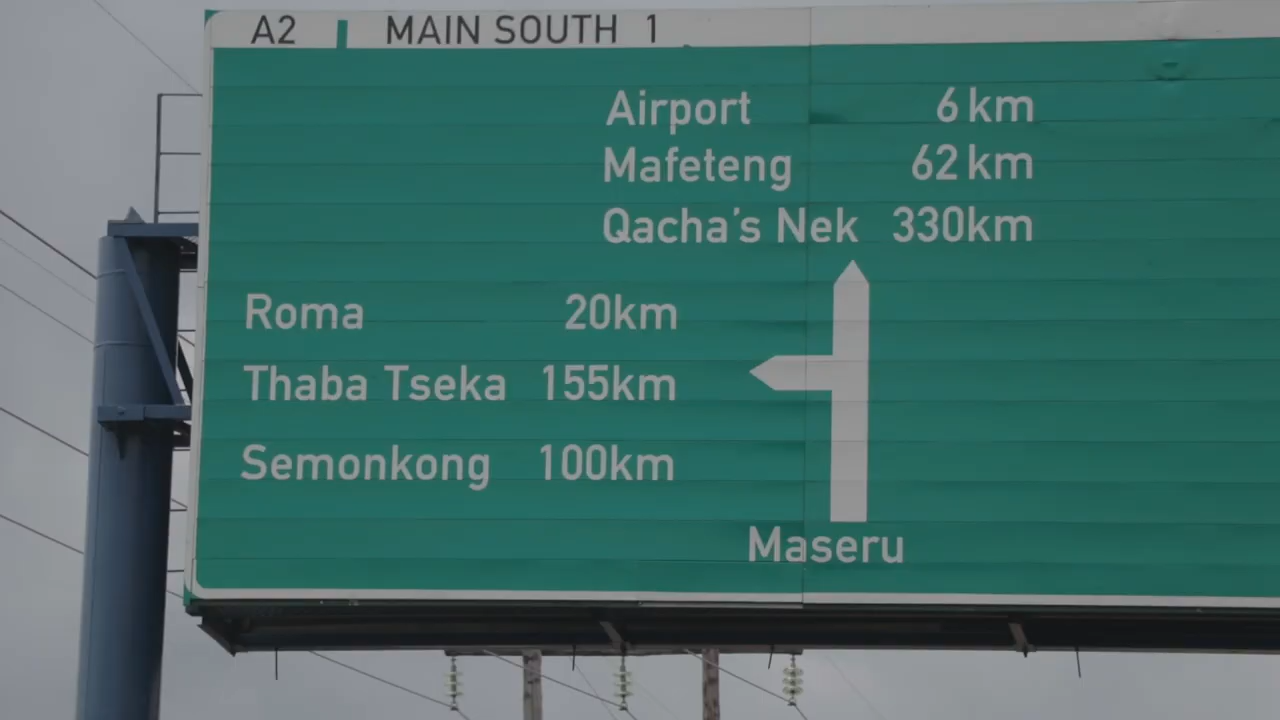 A2 MAIN SOUTH 1
Airport 6 km
Mafeteng 62 km
Qacha's Nek 330km
Roma 20km
Thaba Tseka 155km
Semonkong 100km
Maseru